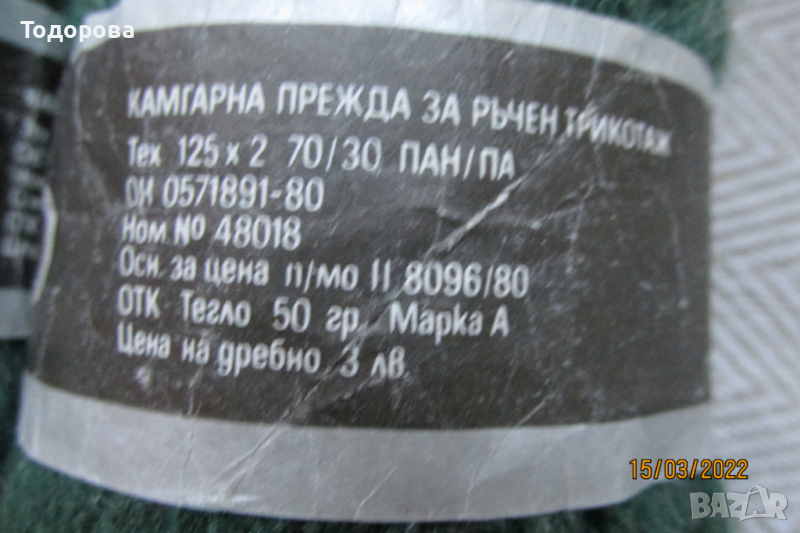 Тодорова
КАМГАРНА ПРЕЖДА ЗА РЪЧЕН ТРИКОТАЖ
Тех 125 х 2 70/30 ПАН/ПА
ОН 0571891-80
Ном. № 48018
Осн. за цена п/мо II 8096/80
ОТК Тегло 50 гр. Марка А
Цена на дребно 3 лв.
15/03/2022
BAZAR